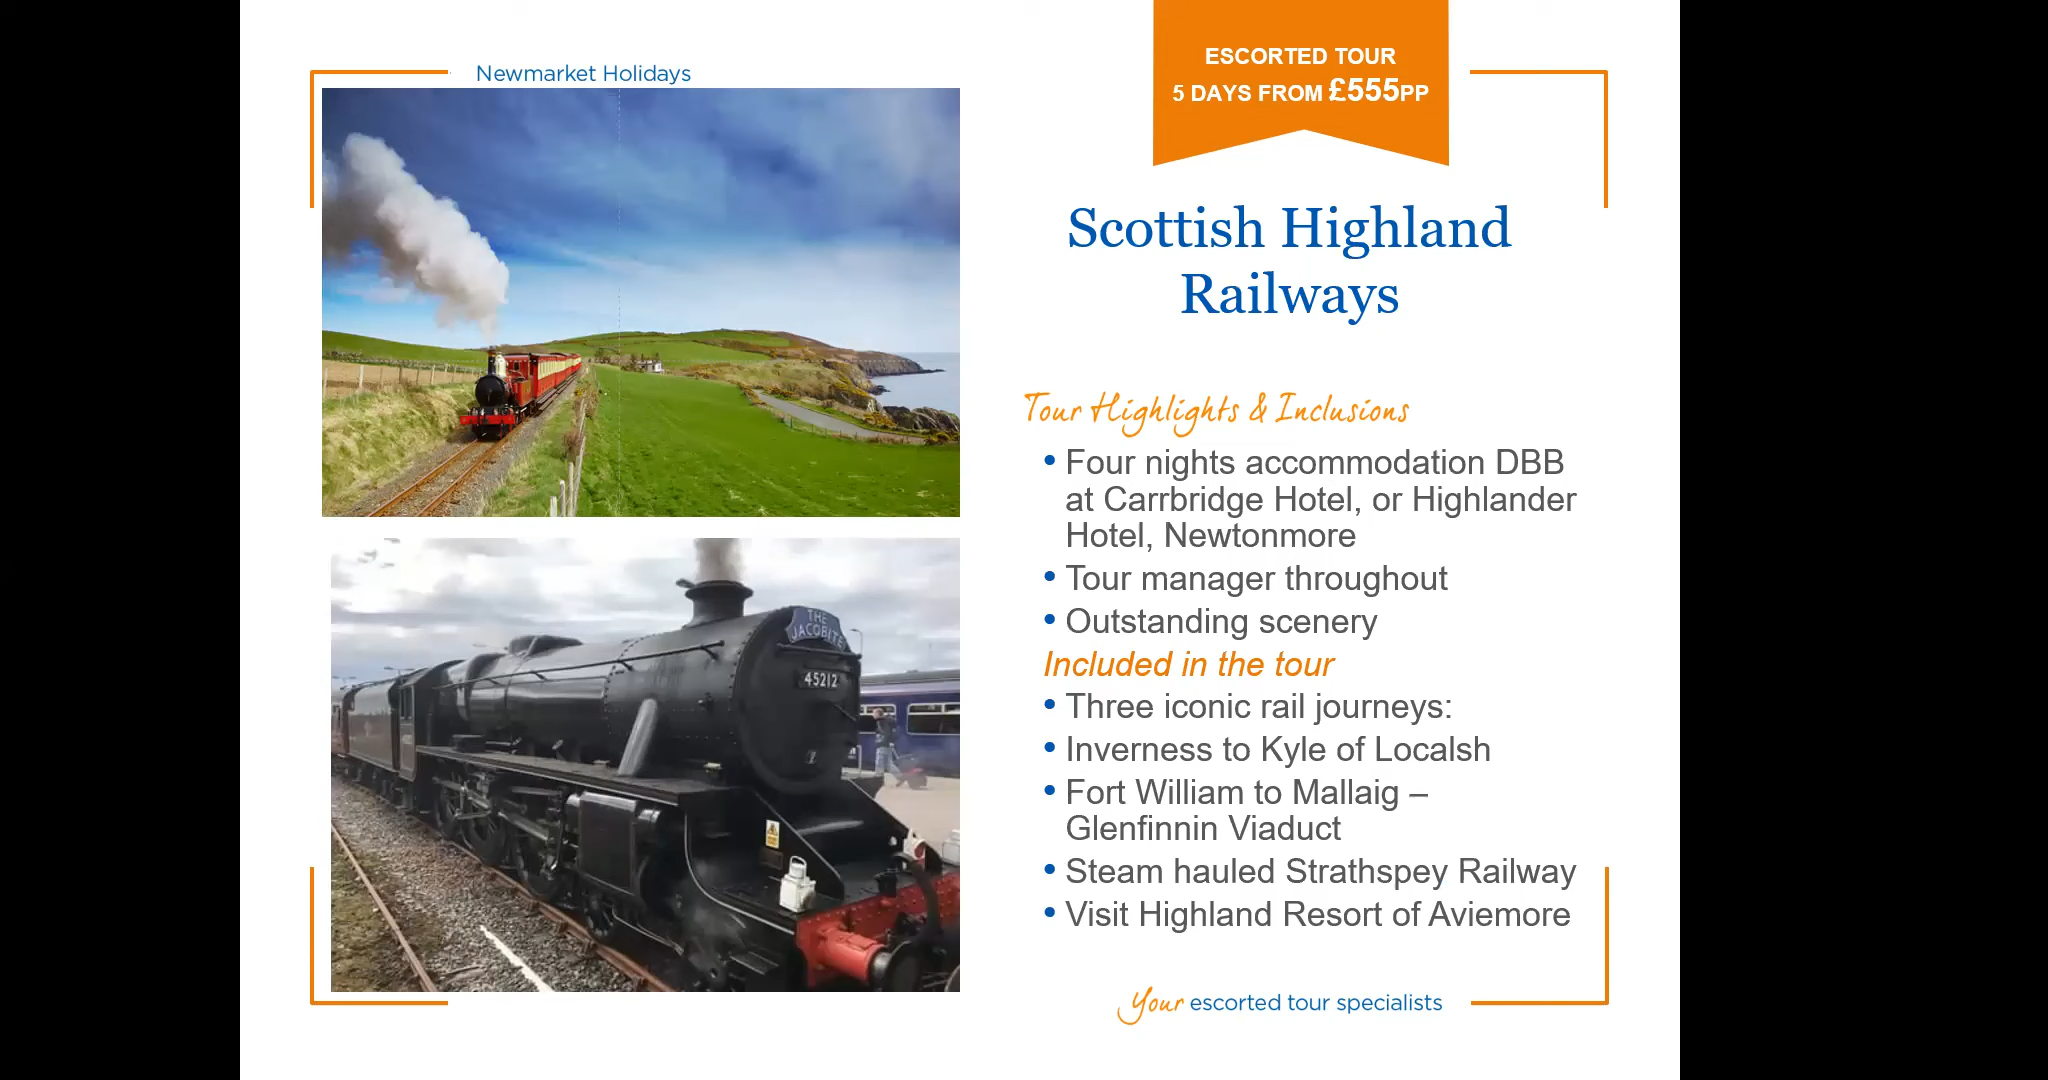 Newmarket Holidays
ESCORTED TOUR
5 DAYS FROM £555PP
Scottish Highland
Railways
Tour Highlights & Inclusions
• Four nights accommodation DBB
at Carrbridge Hotel, or Highlander
Hotel, Newtonmore
• Tour manager throughout
• Outstanding scenery
Included in the tour
• Three iconic rail journeys:
• Inverness to Kyle of Localsh
• Fort William to Mallaig –
Glenfinnin Viaduct
• Steam hauled Strathspey Railway
• Visit Highland Resort of Aviemore
Your escorted tour specialists
THE
JACOBITE
45212